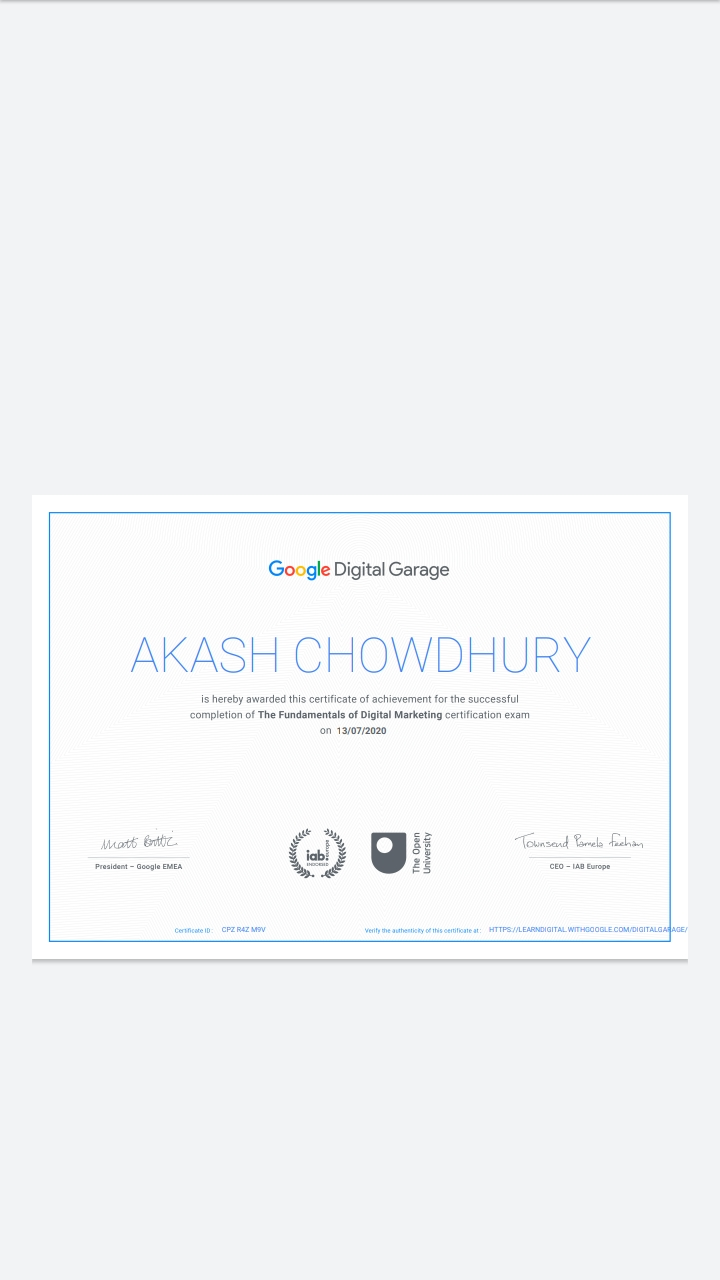 Google Digital Garage
AKASH CHOWDHURY
is hereby awarded this certificate of achievement for the successful
completion of The Fundamentals of Digital Marketing certification exam
on 13/07/2020
President – Google EMEA
iab.europe
ENDORSED
The Open
University
Townsend Pamela Feehan
CEO – IAB Europe
Certificate ID : CPZ R4Z M9V
Verify the authenticity of this certificate at : HTTPS://LEARNDIGITAL.WITHGOOGLE.COM/DIGITALGARAGE/